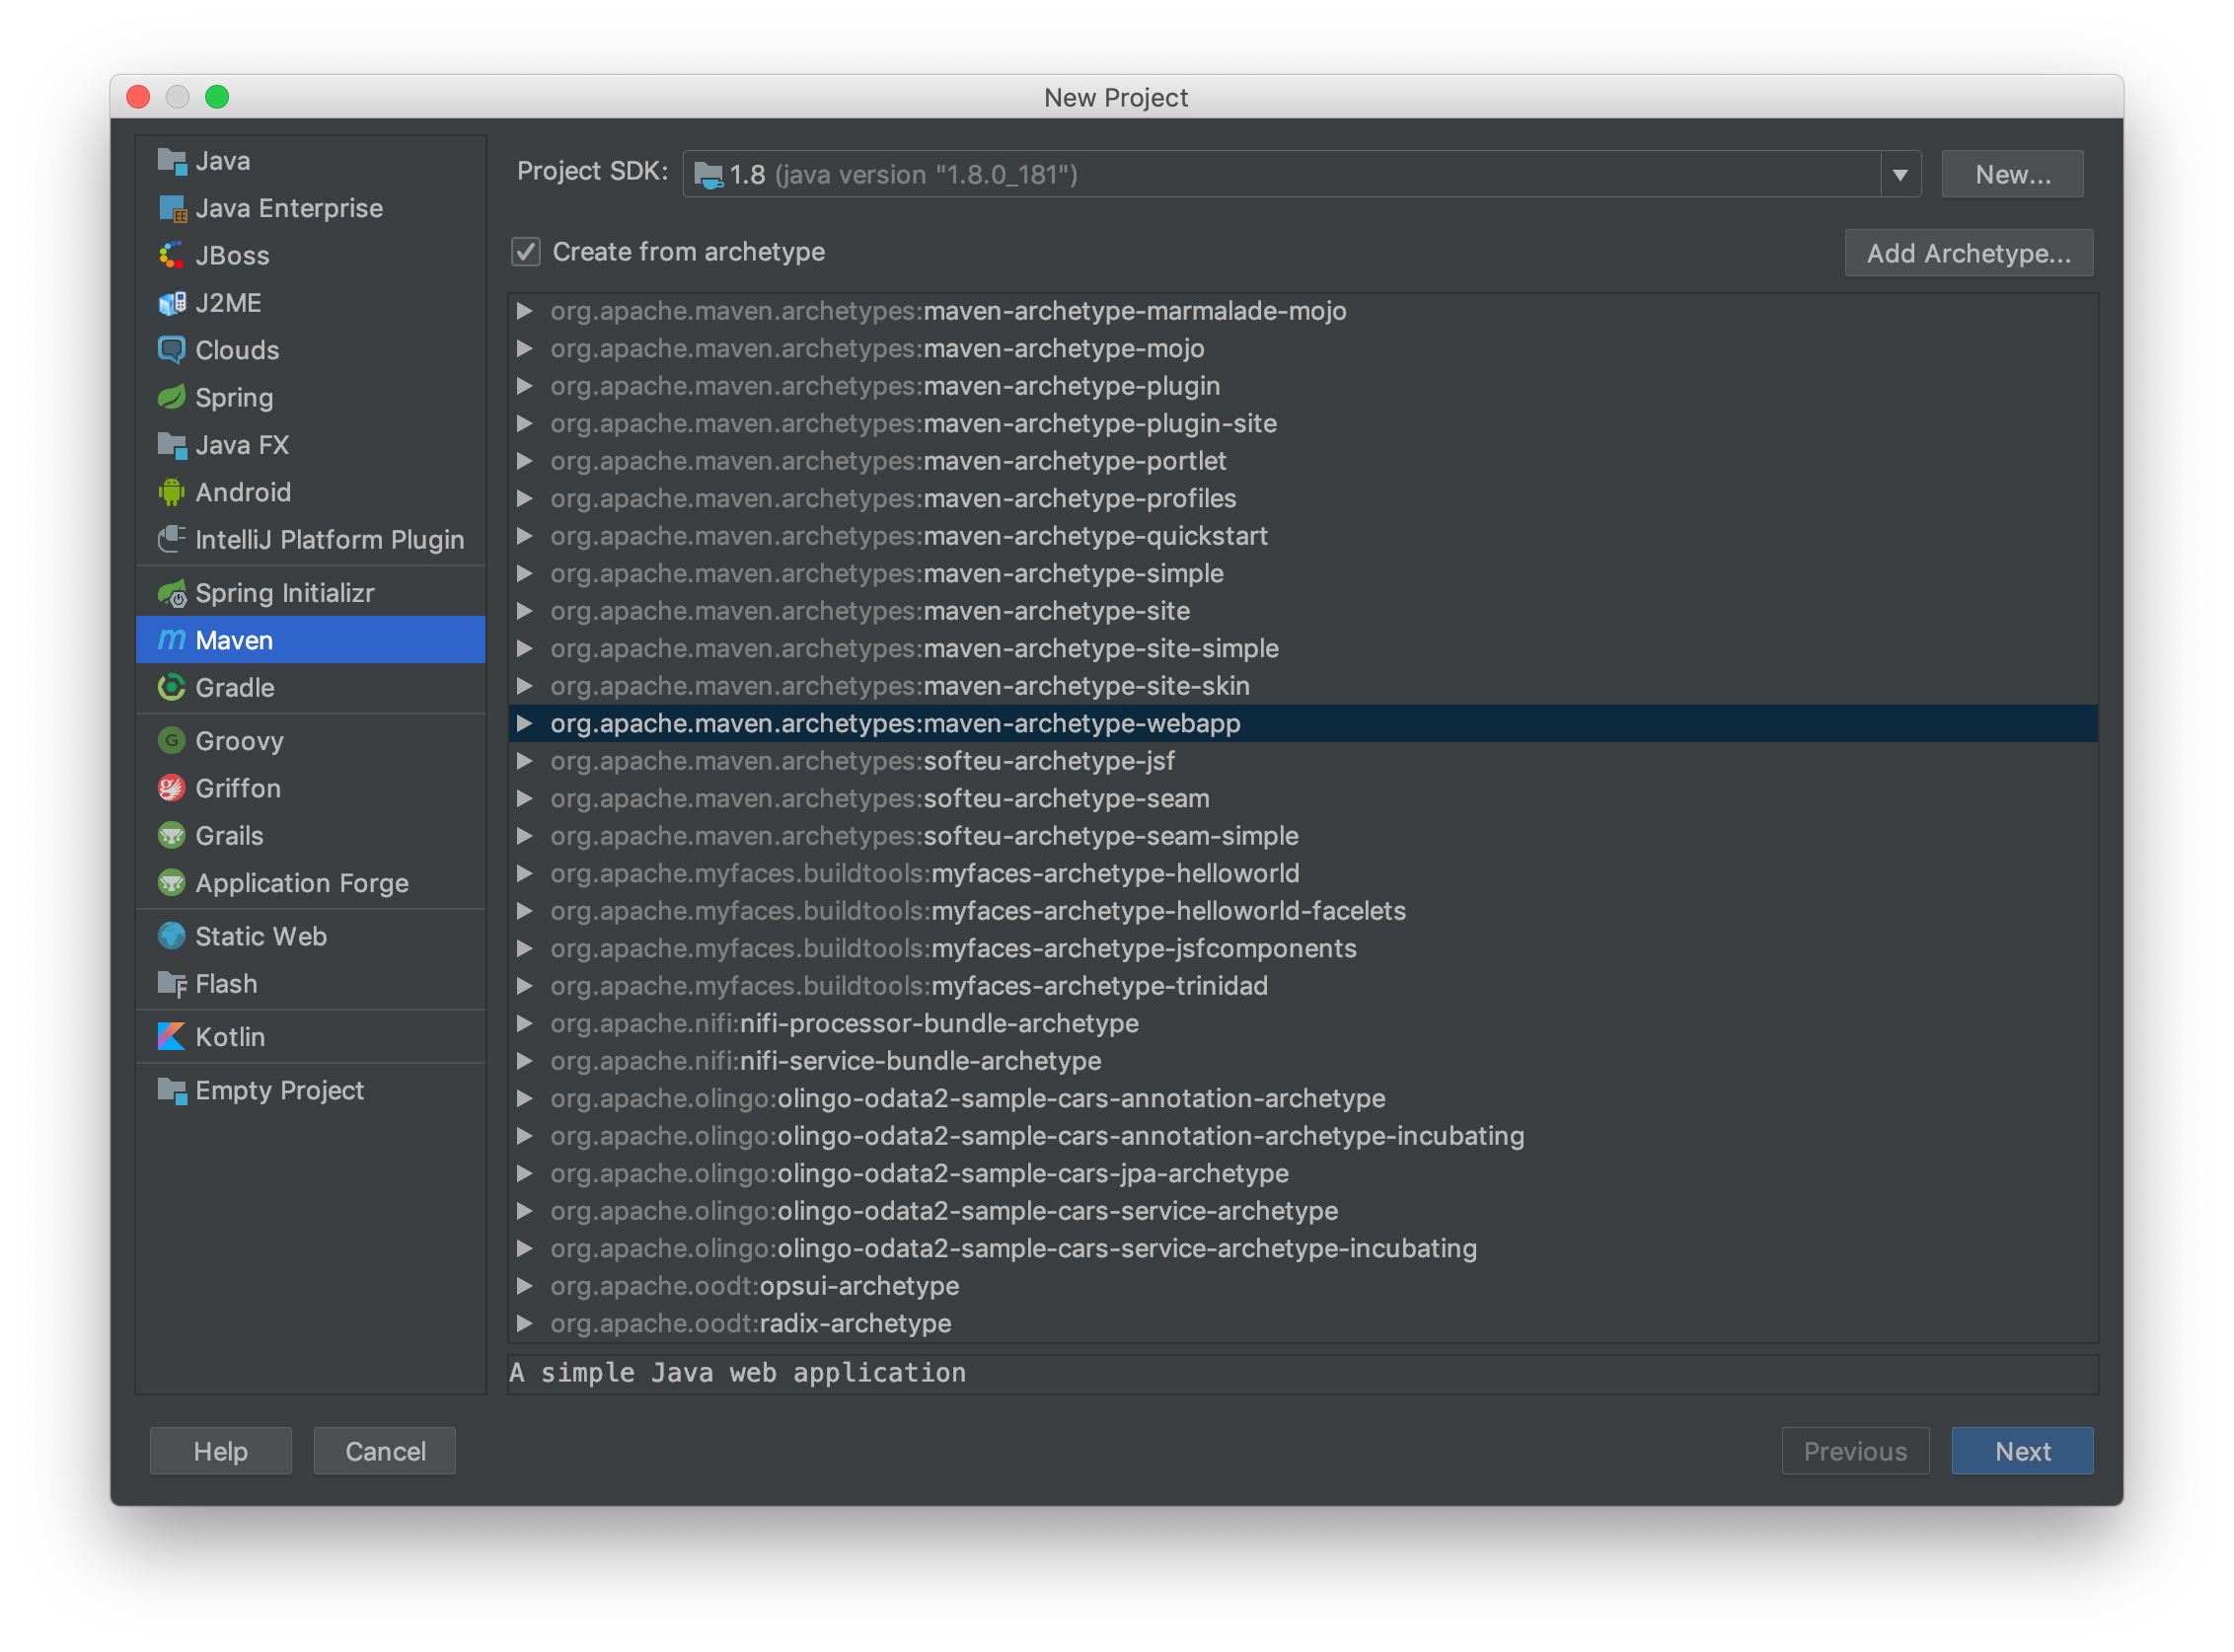 New Project
Java
Java Enterprise
JBoss
J2ME
Clouds
Spring
Java FX
Android
IntelliJ Platform Plugin
Spring Initializr
m Maven
Gradle
G Groovy
Griffon
Grails
Application Forge
Static Web
Flash
Kotlin
Empty Project
Project SDK: 1.8 (java version "1.8.0_181") New...
Create from archetype Add Archetype...
org.apache.maven.archetypes:maven-archetype-marmalade-mojo
org.apache.maven.archetypes:maven-archetype-mojo
org.apache.maven.archetypes:maven-archetype-plugin
org.apache.maven.archetypes:maven-archetype-plugin-site
org.apache.maven.archetypes:maven-archetype-portlet
org.apache.maven.archetypes:maven-archetype-profiles
org.apache.maven.archetypes:maven-archetype-quickstart
org.apache.maven.archetypes:maven-archetype-simple
org.apache.maven.archetypes:maven-archetype-site
org.apache.maven.archetypes:maven-archetype-site-simple
org.apache.maven.archetypes:maven-archetype-site-skin
org.apache.maven.archetypes:maven-archetype-webapp
org.apache.maven.archetypes:softeu-archetype-jsf
org.apache.maven.archetypes:softeu-archetype-seam
org.apache.maven.archetypes:softeu-archetype-seam-simple
org.apache.myfaces.buildtools:myfaces-archetype-helloworld
org.apache.myfaces.buildtools:myfaces-archetype-helloworld-facelets
org.apache.myfaces.buildtools:myfaces-archetype-jsfcomponents
org.apache.myfaces.buildtools:myfaces-archetype-trinidad
org.apache.nifi:nifi-processor-bundle-archetype
org.apache.nifi:nifi-service-bundle-archetype
org.apache.olingo:olingo-odata2-sample-cars-annotation-archetype
org.apache.olingo:olingo-odata2-sample-cars-annotation-archetype-incubating
org.apache.olingo:olingo-odata2-sample-cars-jpa-archetype
org.apache.olingo:olingo-odata2-sample-cars-service-archetype
org.apache.olingo:olingo-odata2-sample-cars-service-archetype-incubating
org.apache.oodt:opsui-archetype
org.apache.oodt:radix-archetype
A simple Java web application
Help Cancel Previous Next